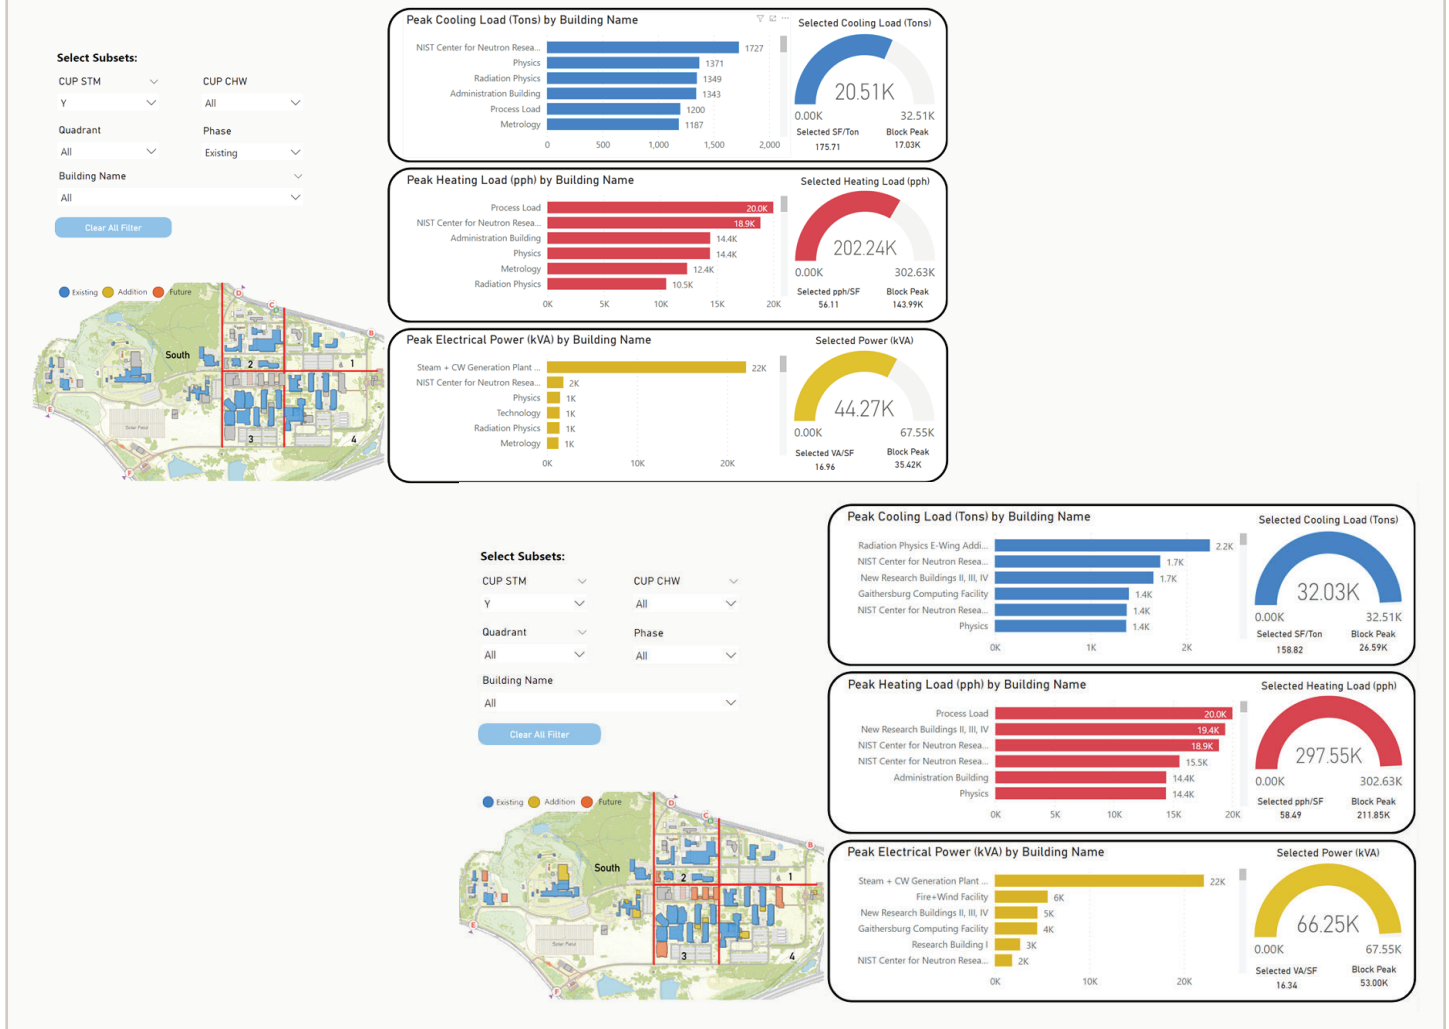 Select Subsets:
CUP STM
CUP CHW
Y
All
Quadrant
Phase
All
Existing
Building Name
All
Clear All Filter
Peak Cooling Load (Tons) by Building Name
NIST Center for Neutron Resea...
1727
Physics
1371
Radiation Physics
1349
Administration Building
1343
Process Load
1200
Metrology
1187
0
500
1,000
1,500
2,000
Selected Cooling Load (Tons)
20.51K
0.00K
32.51K
Selected SF/Ton
Block Peak
175.71
17.03K
Peak Heating Load (pph) by Building Name
Process Load
20.0K
NIST Center for Neutron Resea...
18.9K
Administration Building
14.4K
Physics
14.4K
Metrology
12.4K
Radiation Physics
10.5K
0K
5K
10K
15K
20K
Selected Heating Load (pph)
202.24K
0.00K
302.63K
Selected pph/SF
Block Peak
56.11
143.99K
Peak Electrical Power (kVA) by Building Name
Steam + CW Generation Plant ...
22K
NIST Center for Neutron Resea...
2K
Physics
1K
Technology
1K
Radiation Physics
1K
Metrology
1K
0K
10K
20K
Selected Power (kVA)
44.27K
0.00K
67.55K
Selected VA/SF
Block Peak
16.96
35.42K
Existing
Addition
Future
D
C
B
South
2
1
E
Solar Field
3
4
F
Select Subsets:
CUP STM
CUP CHW
Y
All
Quadrant
Phase
All
All
Building Name
All
Clear All Filter
Peak Cooling Load (Tons) by Building Name
Radiation Physics E-Wing Addi...
2.2K
NIST Center for Neutron Resea...
1.7K
New Research Buildings II, III, IV
1.7K
Gaithersburg Computing Facility
1.4K
NIST Center for Neutron Resea...
1.4K
Physics
1.4K
0K
1K
2K
Selected Cooling Load (Tons)
32.03K
0.00K
32.51K
Selected SF/Ton
Block Peak
158.82
26.59K
Peak Heating Load (pph) by Building Name
Process Load
20.0K
New Research Buildings II, III, IV
19.4K
NIST Center for Neutron Resea...
18.9K
NIST Center for Neutron Resea...
15.5K
Administration Building
14.4K
Physics
14.4K
0K
5K
10K
15K
20K
Selected Heating Load (pph)
297.55K
0.00K
302.63K
Selected pph/SF
Block Peak
58.49
211.85K
Peak Electrical Power (kVA) by Building Name
Steam + CW Generation Plant ...
22K
Fire+Wind Facility
6K
New Research Buildings II, III, IV
5K
Gaithersburg Computing Facility
4K
Research Building I
3K
NIST Center for Neutron Resea...
2K
0K
10K
20K
Selected Power (kVA)
66.25K
0.00K
67.55K
Selected VA/SF
Block Peak
16.34
53.00K
Existing
Addition
Future
D
C
B
South
2
1
E
Solar Field
3
4
F